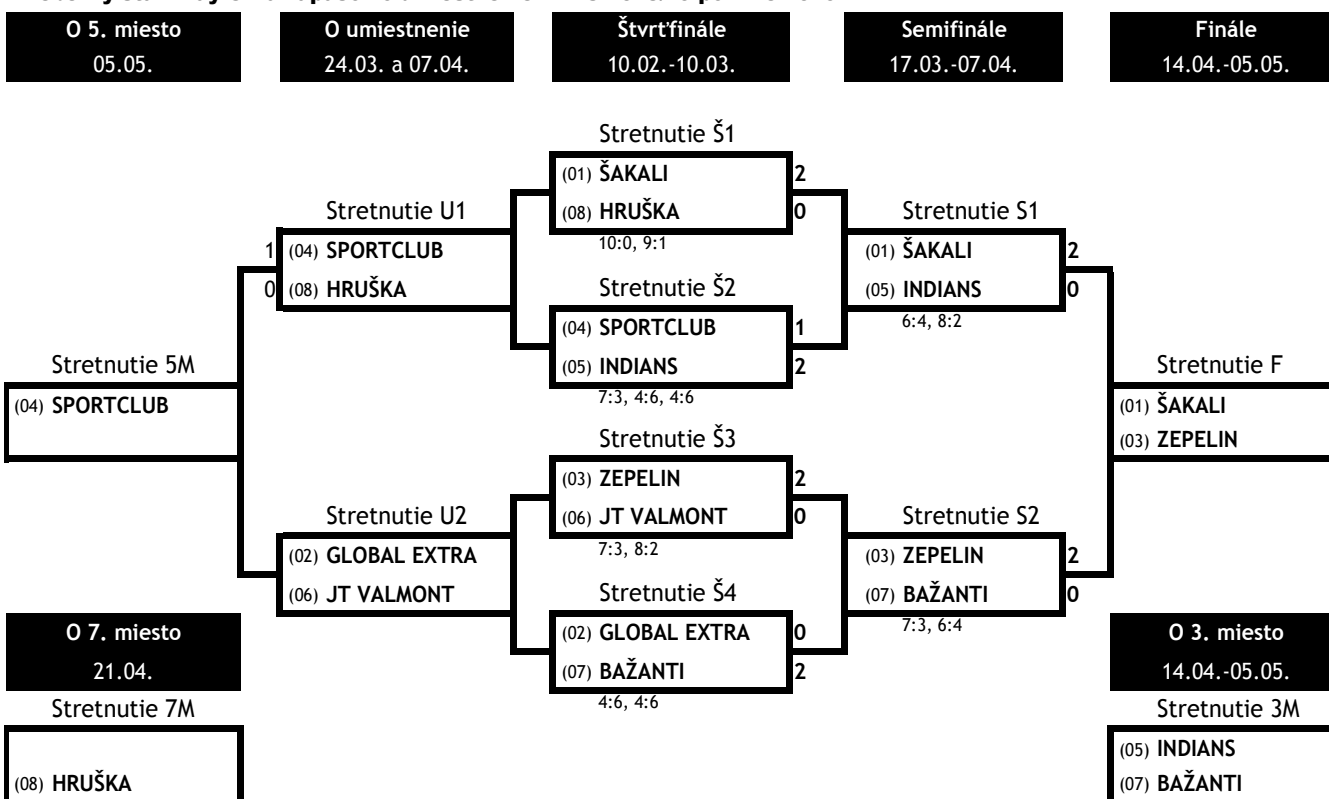 O 5. miesto
05.05.
O umiestnenie
24.03. a 07.04.
Štvrťfinále
10.02.-10.03.
Semifinále
17.03.-07.04.
Finále
14.04.-05.05.
Stretnutie Š1
(01) ŠAKALI 2
(08) HRUŠKA 0
10:0, 9:1
Stretnutie U1
1 (04) SPORTCLUB
0 (08) HRUŠKA
Stretnutie S1
(01) ŠAKALI 2
(05) INDIANS 0
6:4, 8:2
Stretnutie Š2
(04) SPORTCLUB 1
(05) INDIANS 2
7:3, 4:6, 4:6
Stretnutie 5M
(04) SPORTCLUB
Stretnutie F
(01) ŠAKALI
(03) ZEPELIN
Stretnutie Š3
(03) ZEPELIN 2
(06) JT VALMONT 0
7:3, 8:2
Stretnutie U2
(02) GLOBAL EXTRA
(06) JT VALMONT
Stretnutie S2
(03) ZEPELIN 2
(07) BAŽANTI 0
7:3, 6:4
Stretnutie Š4
(02) GLOBAL EXTRA 0
(07) BAŽANTI 2
4:6, 4:6
O 7. miesto
21.04.
Stretnutie 7M
(08) HRUŠKA
O 3. miesto
14.04.-05.05.
Stretnutie 3M
(05) INDIANS
(07) BAŽANTI